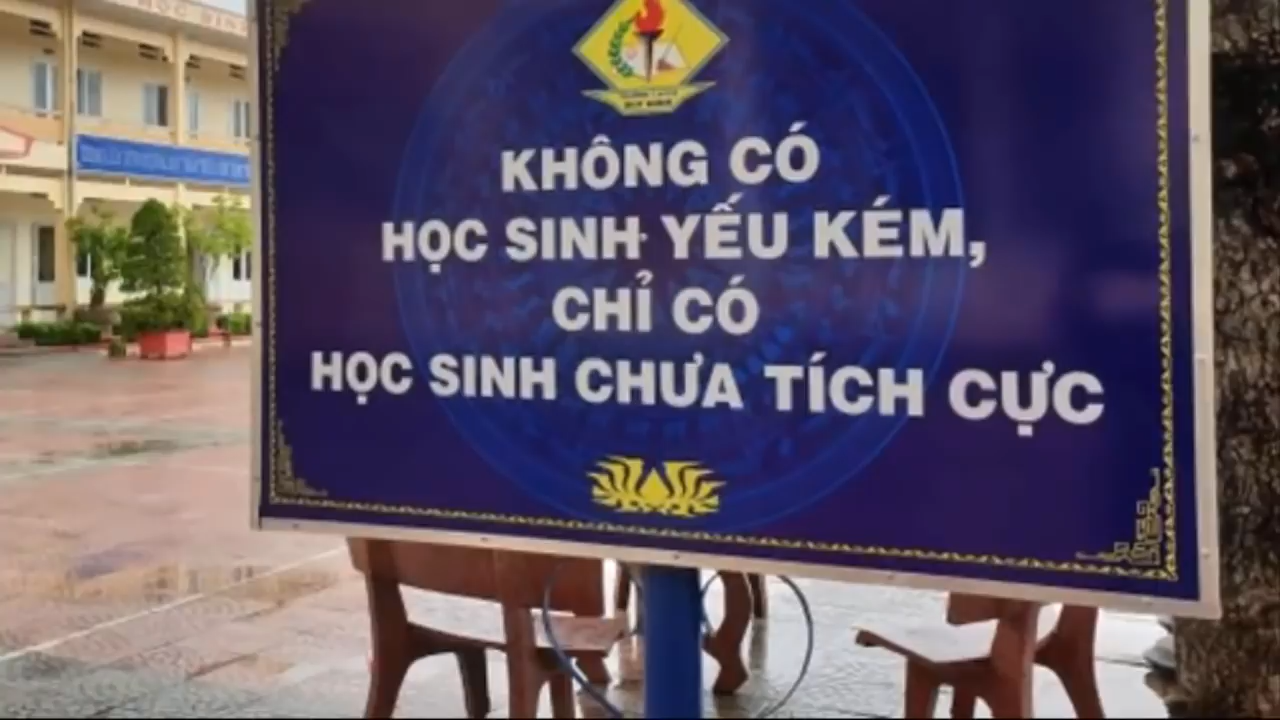 KHÔNG CÓ
HỌC SINH YẾU KÉM,
CHỈ CÓ
HỌC SINH CHƯA TÍCH CỰC